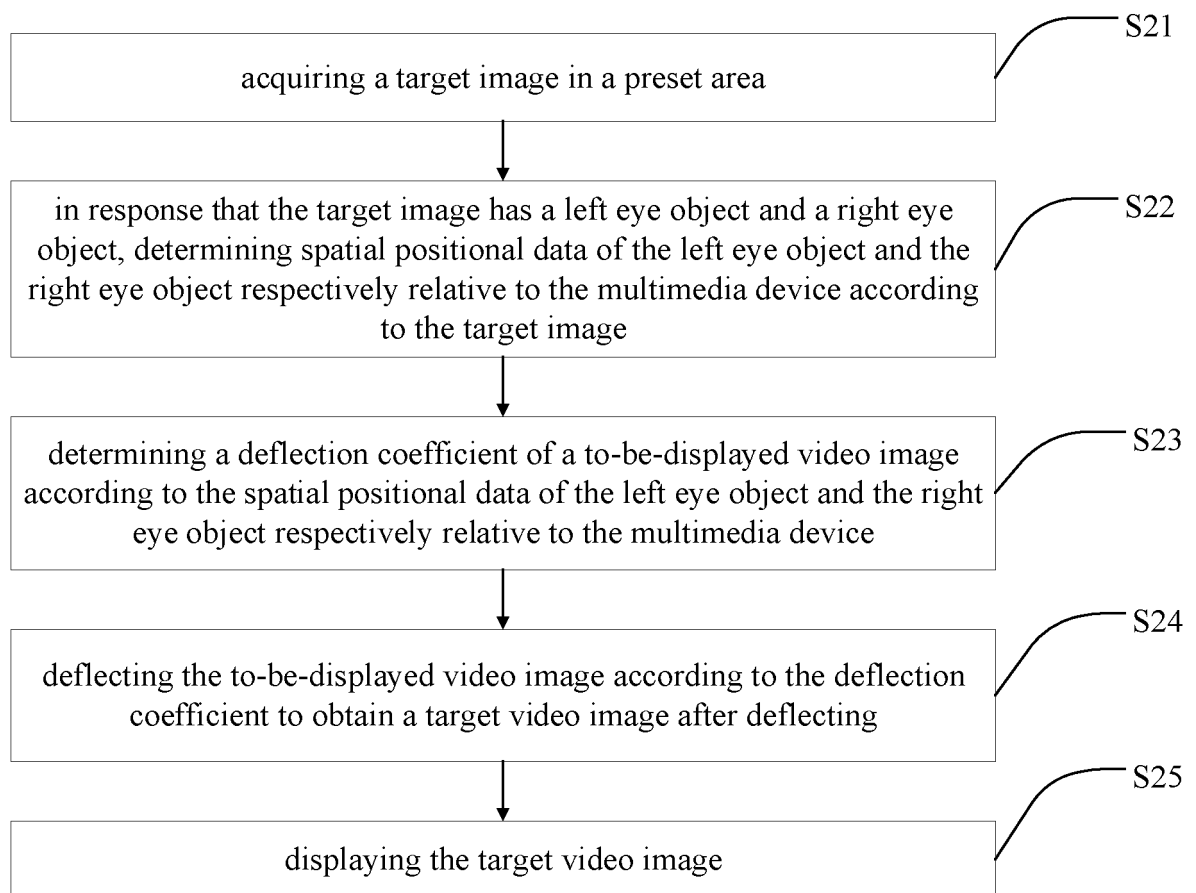 S21
acquiring a target image in a preset area
S22
in response that the target image has a left eye object and a right eye
object, determining spatial positional data of the left eye object and the
right eye object respectively relative to the multimedia device according
to the target image
S23
determining a deflection coefficient of a to-be-displayed video image
according to the spatial positional data of the left eye object and the right
eye object respectively relative to the multimedia device
S24
deflecting the to-be-displayed video image according to the deflection
coefficient to obtain a target video image after deflecting
S25
displaying the target video image